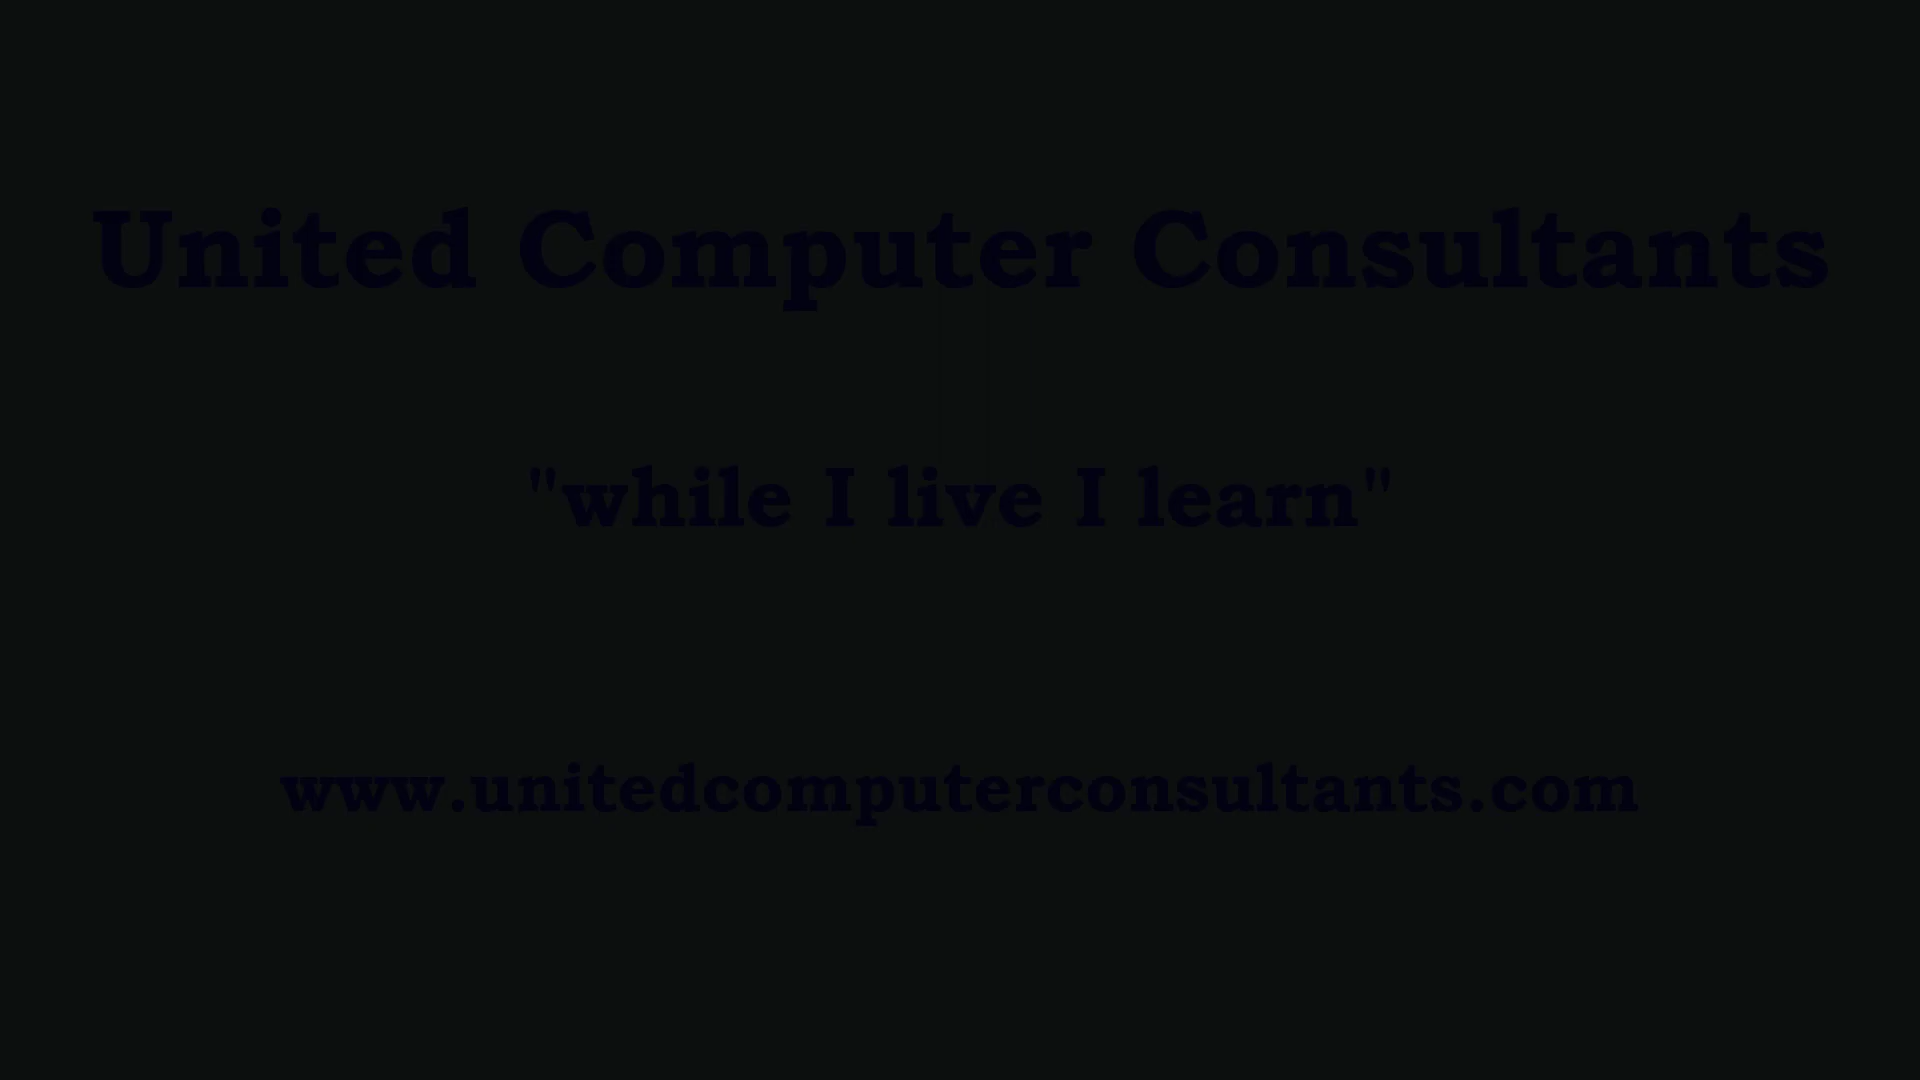 United Computer Consultants
"while I live I learn"
www.unitedcomputerconsultants.com